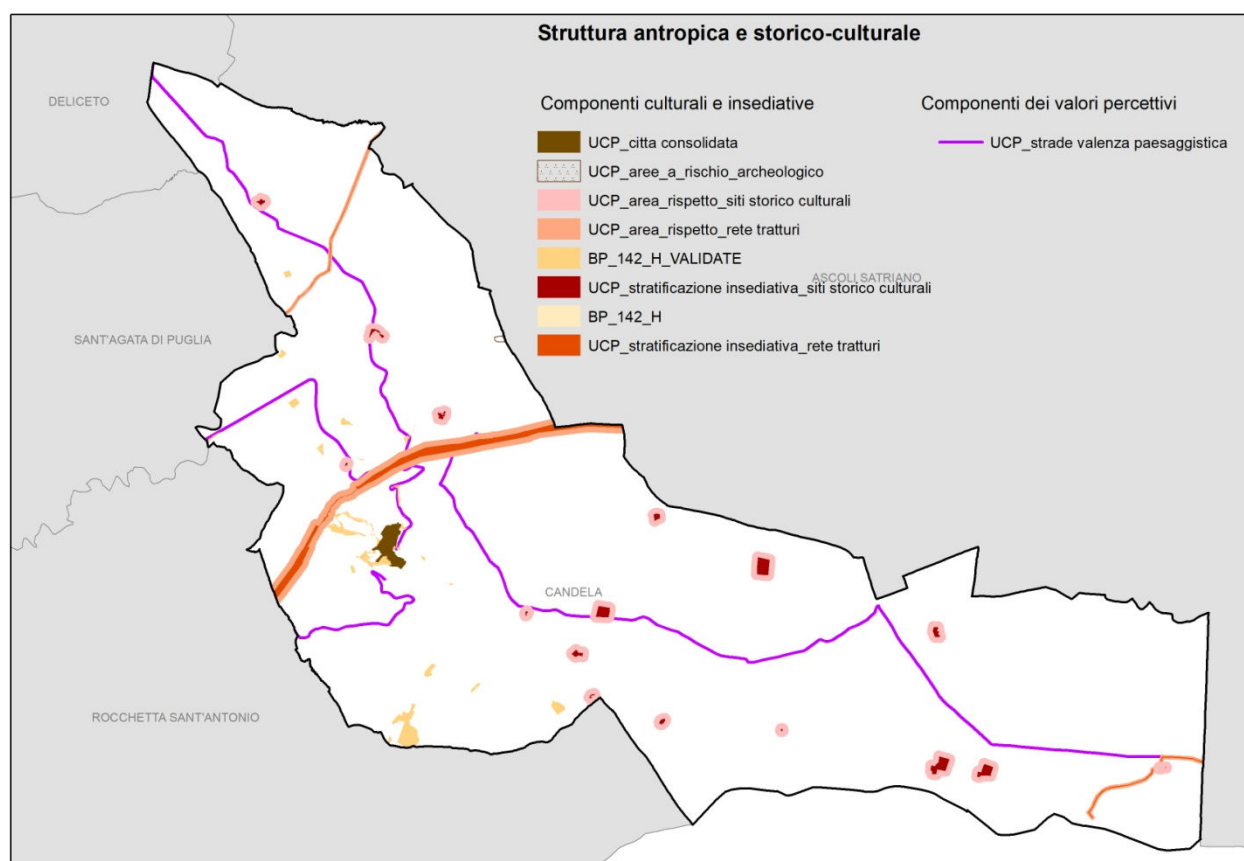 Struttura antropica e storico-culturale
Componenti culturali e insediative
UCP_citta consolidata
UCP_aree_a_rischio_archeologico
UCP_area_rispetto_siti storico culturali
UCP_area_rispetto_rete tratturi
BP_142_H_VALIDATE
UCP_stratificazione insediativa_siti storico culturali
BP_142_H
UCP_stratificazione insediativa_rete tratturi
Componenti dei valori percettivi
UCP_strade valenza paesaggistica
DELICETO
ASCOLI SATRIANO
SANT'AGATA DI PUGLIA
CANDELA
ROCCHETTA SANT'ANTONIO